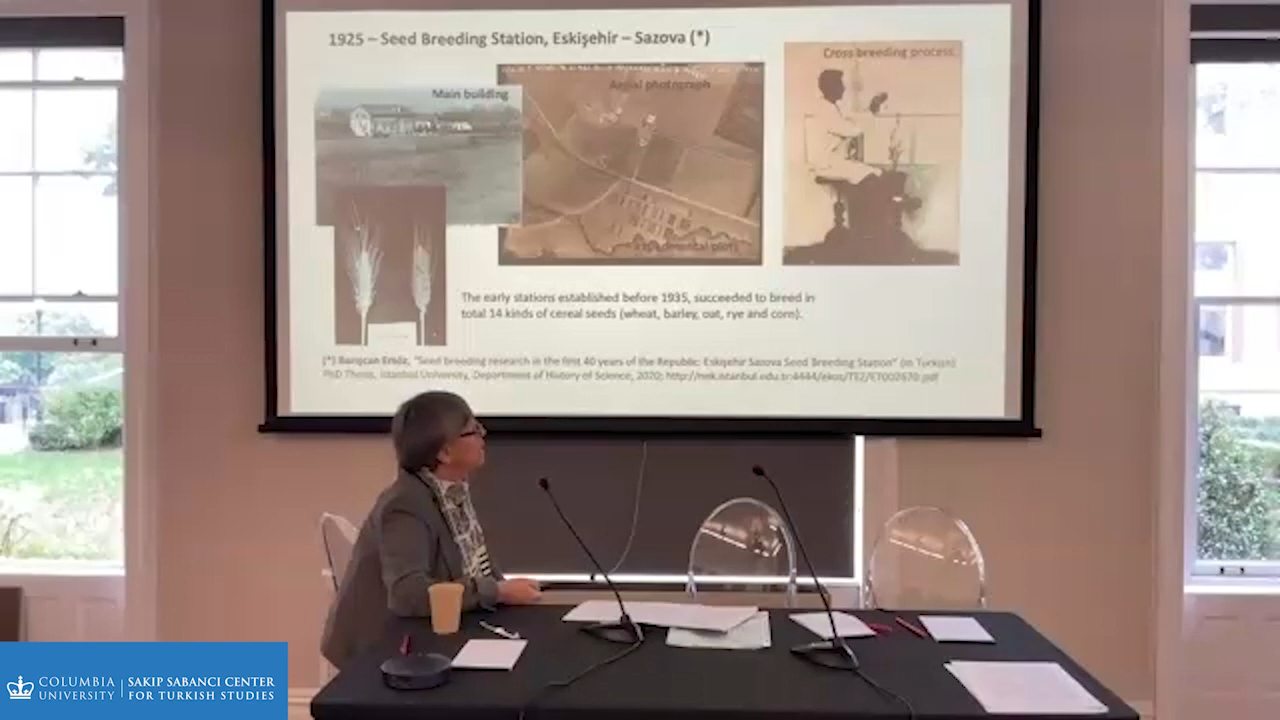 1925 – Seed Breeding Station, Eskişehir – Sazova (*)
Main building
Aerial photograph
Cross breeding process
Experimental plots
The early stations established before 1935, succeeded to breed in
total 14 kinds of cereal seeds (wheat, barley, out, rye and corn).
(*) "Seed breeding research in the first 40 years of the Republic: Eskişehir Sazova Seed Breeding Station" (in Turkish)
PhD Thesis, Istanbul University, Department of History of Science, 2020;
COLUMBIA UNIVERSITY
SAKIP SABANCI CENTER FOR TURKISH STUDIES